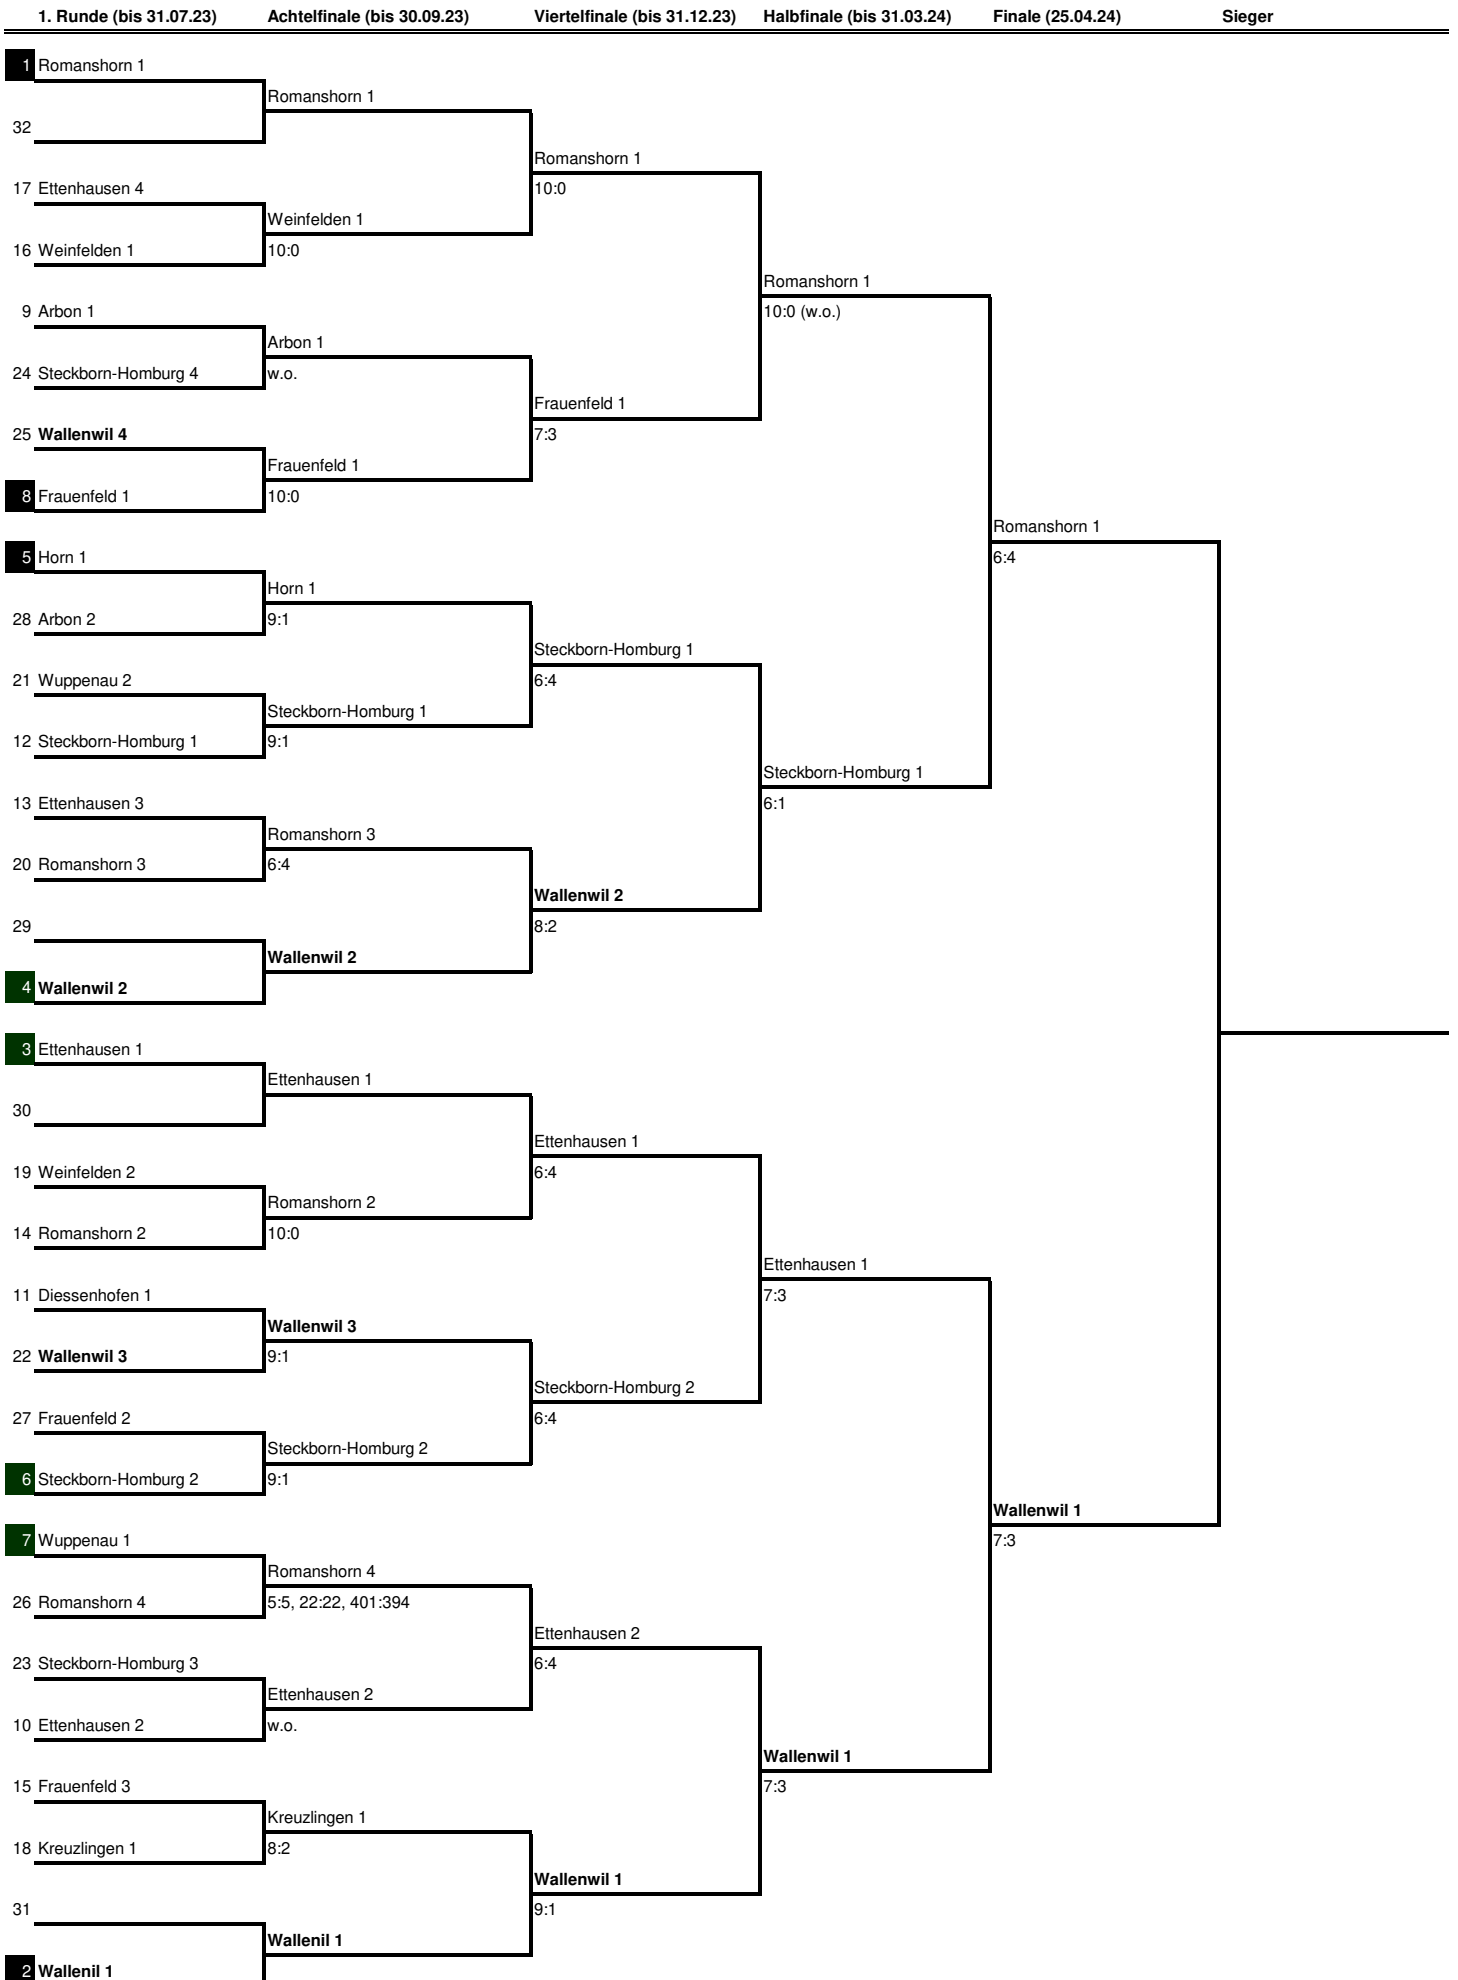 1. Runde (bis 31.07.23) Achtelfinale (bis 30.09.23) Viertelfinale (bis 31.12.23) Halbfinale (bis 31.03.24) Finale (25.04.24) Sieger
1 Romanshorn 1
Romanshorn 1
32
Romanshorn 1
17 Ettenhausen 4 10:0
Weinfelden 1
16 Weinfelden 1 10:0
Romanshorn 1
9 Arbon 1 10:0 (w.o.)
Arbon 1
24 Steckborn-Homburg 4 w.o.
Frauenfeld 1
25 Wallenwil 4 7:3
Frauenfeld 1
8 Frauenfeld 1 10:0
Romanshorn 1
5 Horn 1 6:4
Horn 1
28 Arbon 2 9:1
Steckborn-Homburg 1
21 Wuppenau 2 6:4
Steckborn-Homburg 1
12 Steckborn-Homburg 1 9:1
Steckborn-Homburg 1
13 Ettenhausen 3 6:1
Romanshorn 3
20 Romanshorn 3 6:4
Wallenwil 2
29 8:2
Wallenwil 2
4 Wallenwil 2
3 Ettenhausen 1
Ettenhausen 1
30
Ettenhausen 1
19 Weinfelden 2 6:4
Romanshorn 2
14 Romanshorn 2 10:0
Ettenhausen 1
11 Diessenhofen 1 7:3
Wallenwil 3
22 Wallenwil 3 9:1
Steckborn-Homburg 2
27 Frauenfeld 2 6:4
Steckborn-Homburg 2
6 Steckborn-Homburg 2 9:1
Wallenwil 1
7 Wuppenau 1 7:3
Romanshorn 4
26 Romanshorn 4 5:5, 22:22, 401:394
Ettenhausen 2
23 Steckborn-Homburg 3 6:4
Ettenhausen 2
10 Ettenhausen 2 w.o.
Wallenwil 1
15 Frauenfeld 3 7:3
Kreuzlingen 1
18 Kreuzlingen 1 8:2
Wallenwil 1
31 9:1
Wallenil 1
2 Wallenil 1